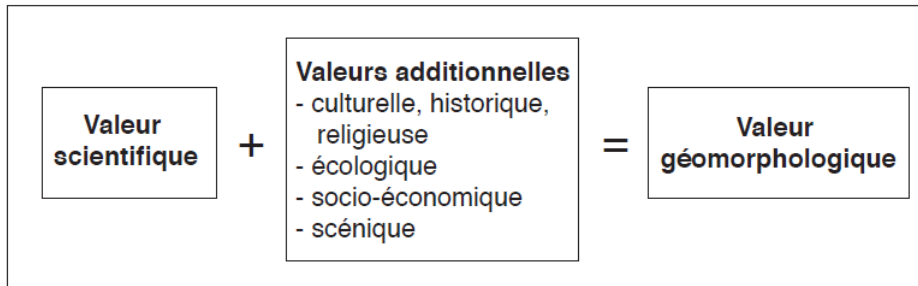 Valeur
scientifique
+
Valeurs additionnelles
- culturelle, historique,
religieuse
- écologique
- socio-économique
- scénique
=
Valeur
géomorphologique